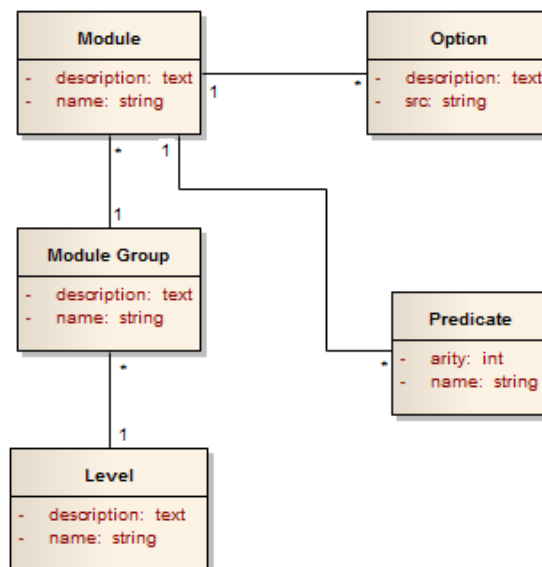 Module
- description: text
- name: string
Option
- description: text
- src: string
1
*
*
1
1
Module Group
- description: text
- name: string
Predicate
- arity: int
- name: string
*
*
1
Level
- description: text
- name: string